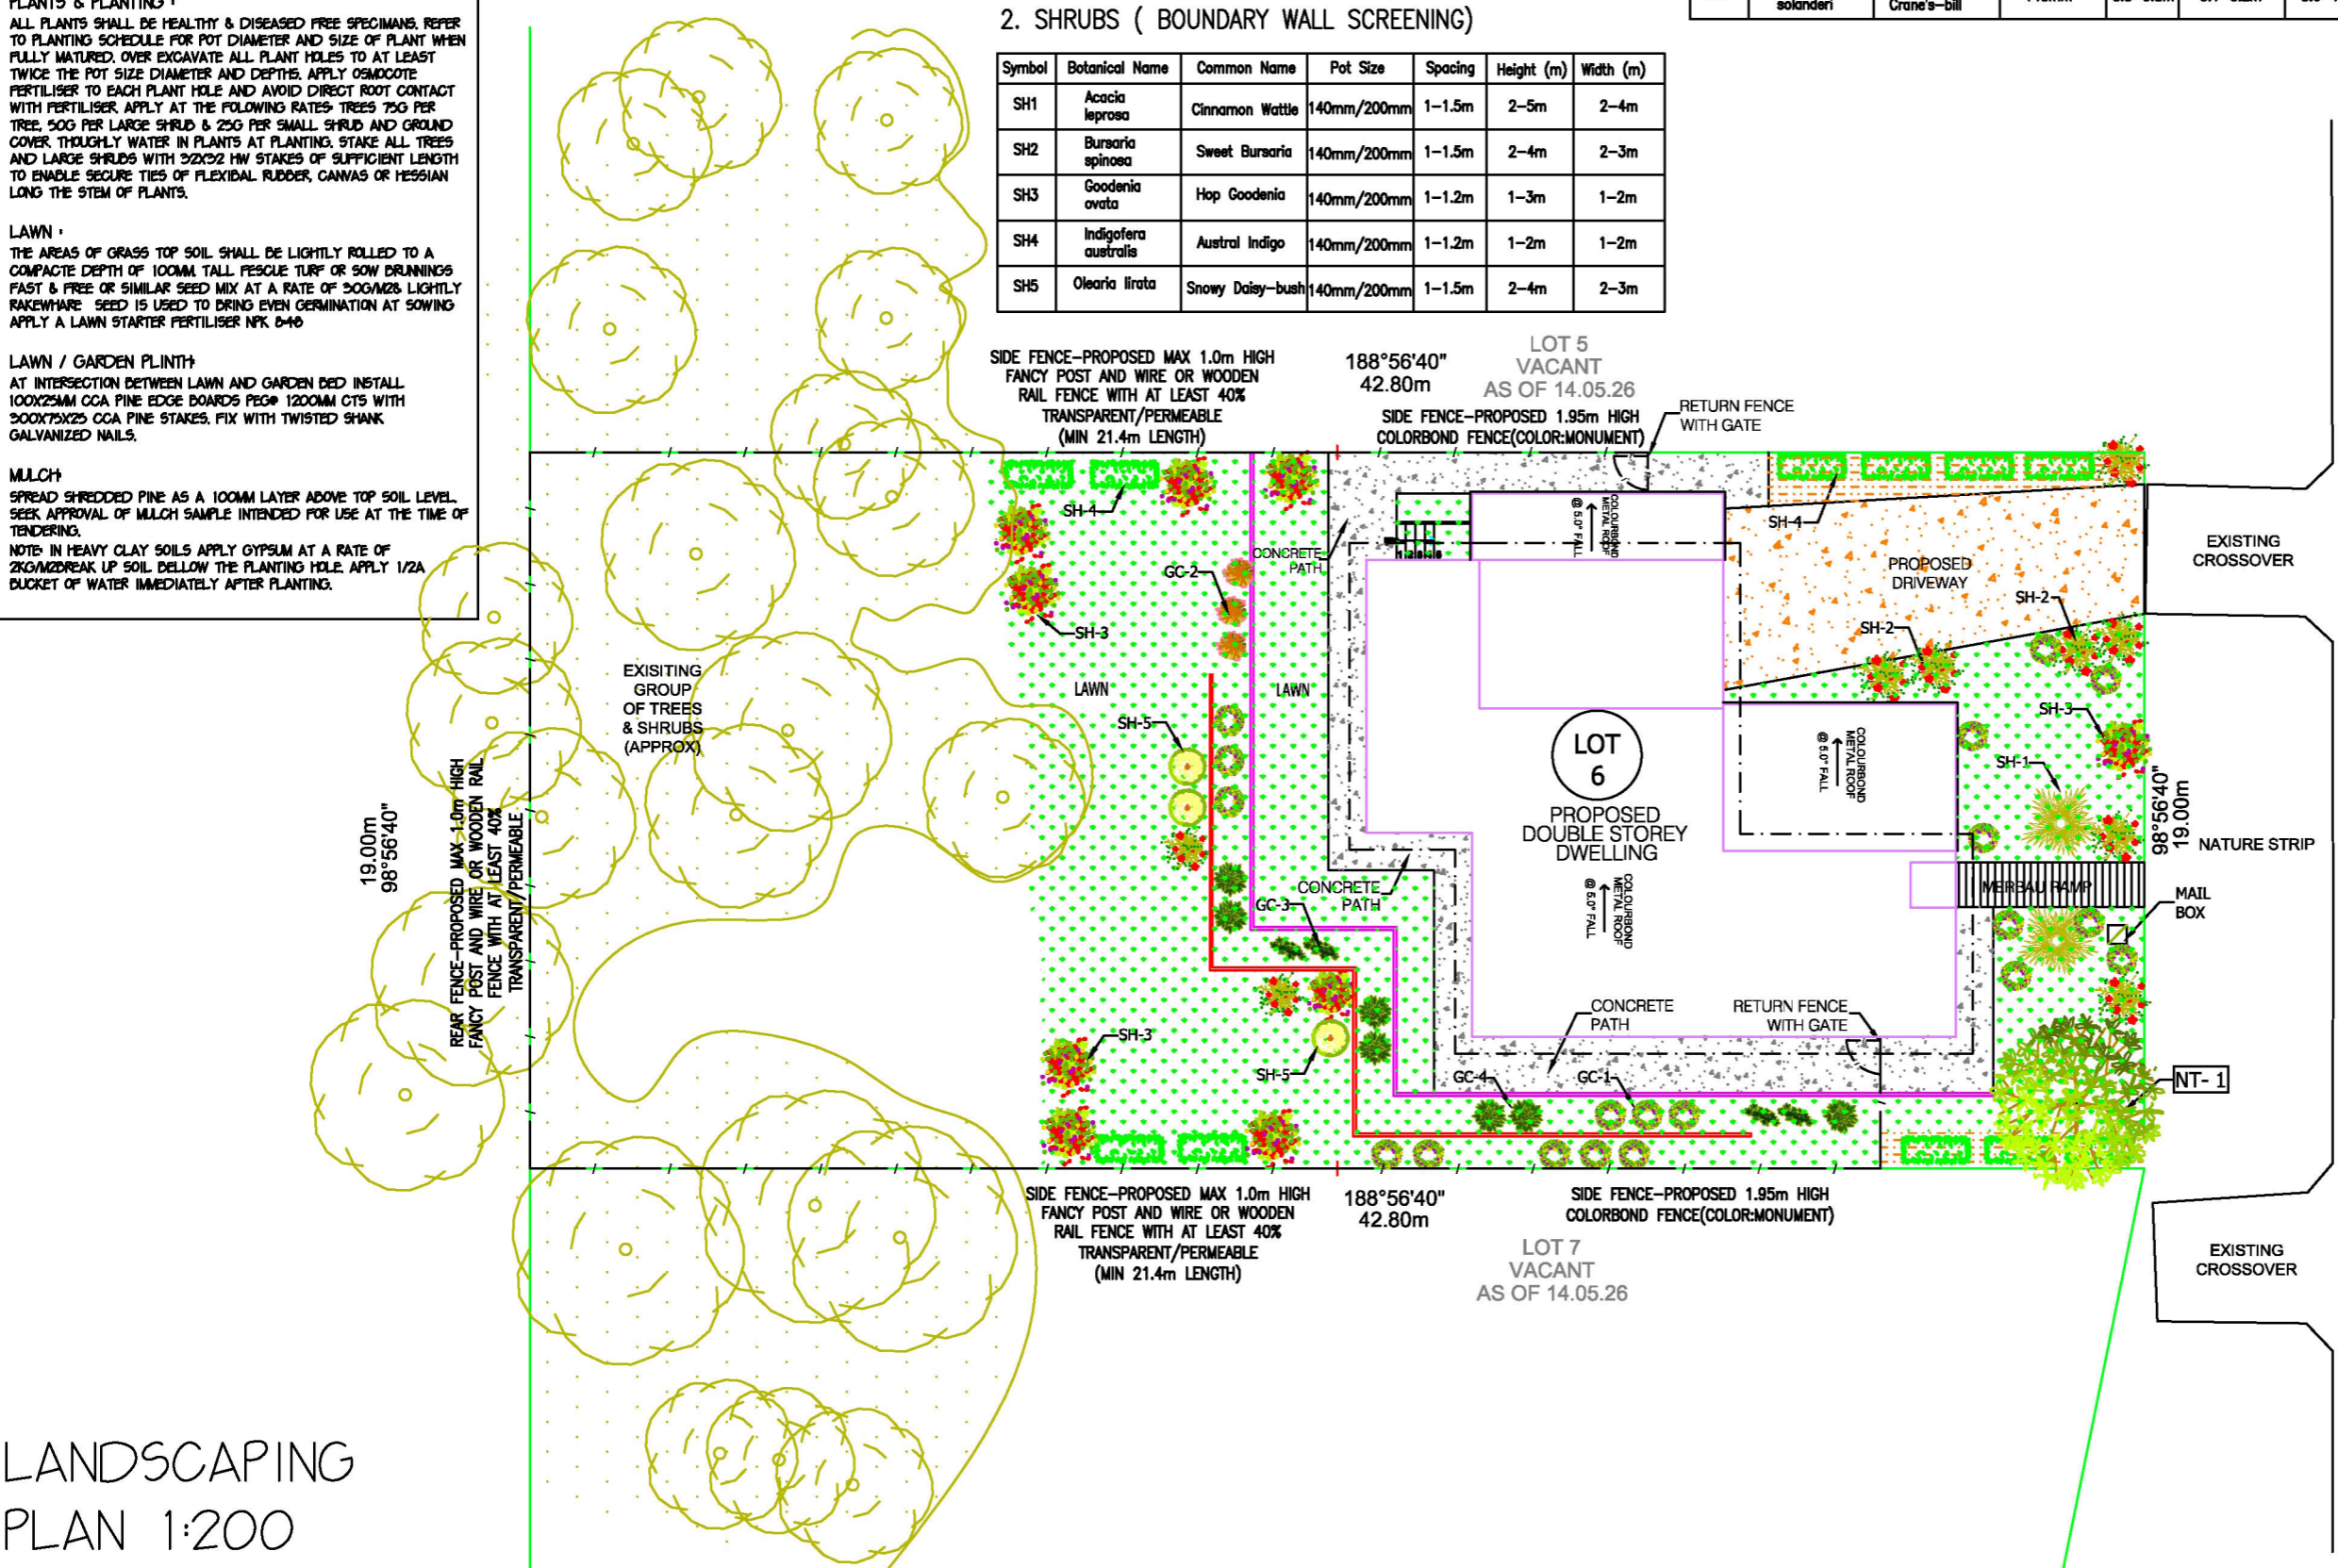 PLANTS & PLANTING :
ALL PLANTS SHALL BE HEALTHY & DISEASED FREE SPECIMANS. REFER
TO PLANTING SCHEDULE FOR POT DIAMETER AND SIZE OF PLANT WHEN
FULLY MATURED. OVER EXCAVATE ALL PLANT HOLES TO AT LEAST
TWICE THE POT SIZE DIAMETER AND DEPTHS. APPLY OSMOCOTE
FERTILISER TO EACH PLANT HOLE AND AVOID DIRECT ROOT CONTACT
WITH FERTILISER, APPLY AT THE FOLOWING RATES: TREES 75G PER
TREE, 50G PER LARGE SHRUB & 25G PER SMALL SHRUB AND GROUND
COVER, THOUGHLY WATER IN PLANTS AT PLANTING. STAKE ALL TREES
AND LARGE SHRUBS WITH 32X32 HW STAKES OF SUFFICIENT LENGTH
TO ENABLE SECURE TIES OF FLEXIBAL RUBBER, CANVAS OR HESSIAN
LONG THE STEM OF PLANTS.
LAWN :
THE AREAS OF GRASS TOP SOIL SHALL BE LIGHTLY ROLLED TO A
COMPACTE DEPTH OF 100MM. TALL FESCUE TURF OR SOW BRUNNINGS
FAST & FREE OR SIMILAR SEED MIX AT A RATE OF 30G/M2& LIGHTLY
RAKEWHARE SEED IS USED TO BRING EVEN GERMINATION AT SOWING
APPLY A LAWN STARTER FERTILISER NPK
LAWN / GARDEN PLINTH
AT INTERSECTION BETWEEN LAWN AND GARDEN BED INSTALL
100X25MM CCA PINE EDGE BOARDS PEG@ 1200MM CTS WITH
300X75X25 CCA PINE STAKES. FIX WITH TWISTED SHANK
GALVANIZED NAILS.
MULCH
SPREAD SHREDDED PINE AS A 100MM LAYER ABOVE TOP SOIL LEVEL.
SEEK APPROVAL OF MULCH SAMPLE INTENDED FOR USE AT THE TIME OF
TENDERING.
NOTE: IN HEAVY CLAY SOILS APPLY GYPSUM AT A RATE OF
2KG/M2BREAK UP SOIL BELLOW THE PLANTING HOLE. APPLY 1/2A
BUCKET OF WATER IMMEDIATELY AFTER PLANTING.
2. SHRUBS ( BOUNDARY WALL SCREENING)
Symbol Botanical Name Common Name Pot Size Spacing Height (m) Width (m)
SH1 Acacia leprosa Cinnamon Wattle 140mm/200mm 1-1.5m 2-5m 2-4m
SH2 Bursaria spinosa Sweet Bursaria 140mm/200mm 1-1.5m 2-4m 2-3m
SH3 Goodenia ovata Hop Goodenia 140mm/200mm 1-1.2m 1-3m 1-2m
SH4 Indigofera australis Austral Indigo 140mm/200mm 1-1.2m 1-2m 1-2m
SH5 Olearia lirata Snowy Daisy-bush 140mm/200mm 1-1.5m 2-4m 2-3m
solanderi Crane's-bill
SIDE FENCE-PROPOSED MAX 1.0m HIGH
FANCY POST AND WIRE OR WOODEN
RAIL FENCE WITH AT LEAST 40%
TRANSPARENT/PERMEABLE
(MIN 21.4m LENGTH)
188°56'40"
42.80m
LOT 5
VACANT
AS OF 14.05.26
SIDE FENCE-PROPOSED 1.95m HIGH
COLORBOND FENCE(COLOR:MONUMENT)
RETURN FENCE
WITH GATE
SH-4
CONCRETE
PATH
COLOURBOND
METAL ROOF
@ 5.0° FALL
SH-4
PROPOSED
DRIVEWAY
EXISTING
CROSSOVER
GC-2
SH-2
SH-2
SH-3
EXISITING
GROUP
OF TREES
& SHRUBS
(APPROX)
LAWN
LAWN
SH-5
LOT
6
PROPOSED
DOUBLE STOREY
DWELLING
COLOURBOND
METAL ROOF
@ 5.0° FALL
SH-3
SH-1
98°56'40"
19.00m
NATURE STRIP
19.00m
98°56'40"
REAR FENCE-PROPOSED MAX 1.0m HIGH
FANCY POST AND WIRE OR WOODEN RAIL
FENCE WITH AT LEAST 40%
TRANSPARENT/PERMEABLE
CONCRETE
PATH
GC-3
COLOURBOND
METAL ROOF
@ 5.0° FALL
MERBAU RAMP
MAIL
BOX
CONCRETE
PATH
RETURN FENCE
WITH GATE
SH-3
SH-5
GC-4
GC-1
NT- 1
SIDE FENCE-PROPOSED MAX 1.0m HIGH
FANCY POST AND WIRE OR WOODEN
RAIL FENCE WITH AT LEAST 40%
TRANSPARENT/PERMEABLE
(MIN 21.4m LENGTH)
188°56'40"
42.80m
SIDE FENCE-PROPOSED 1.95m HIGH
COLORBOND FENCE(COLOR:MONUMENT)
LOT 7
VACANT
AS OF 14.05.26
EXISTING
CROSSOVER
LANDSCAPING
PLAN 1:200